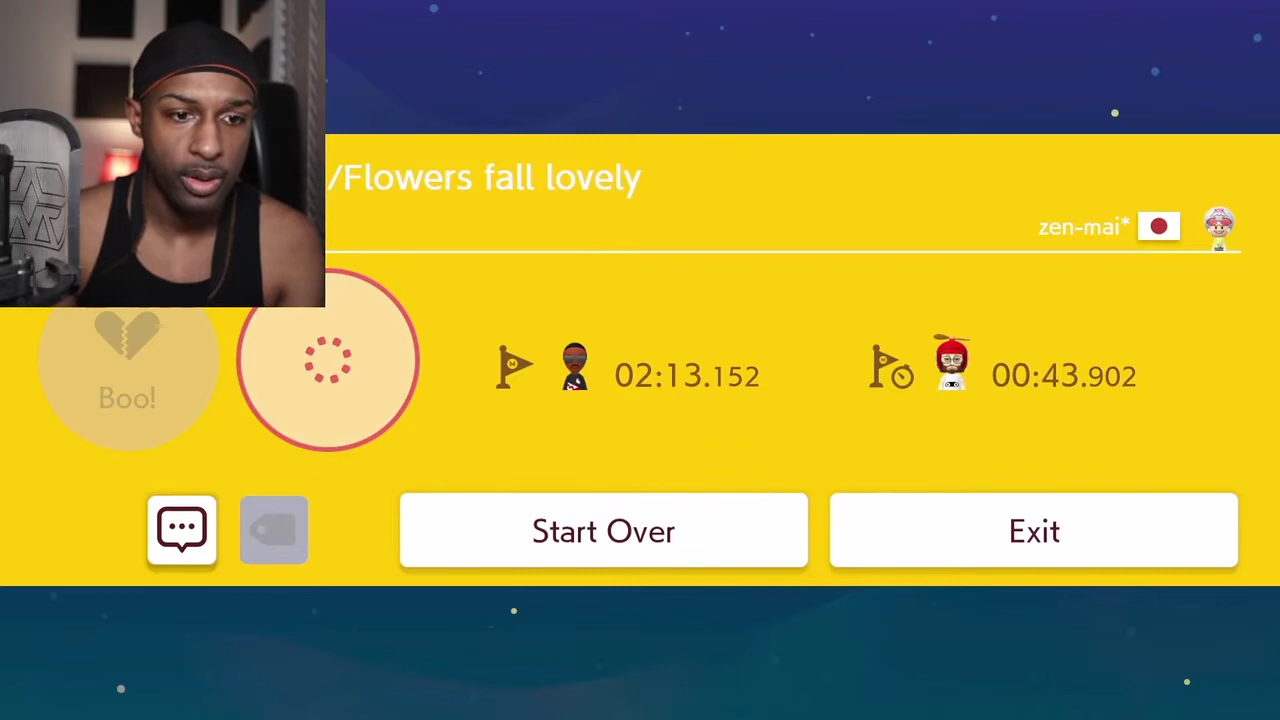 /Flowers fall lovely
zen-mai*
Boo!
M
02:13.152
M
00:43.902
Start Over
Exit